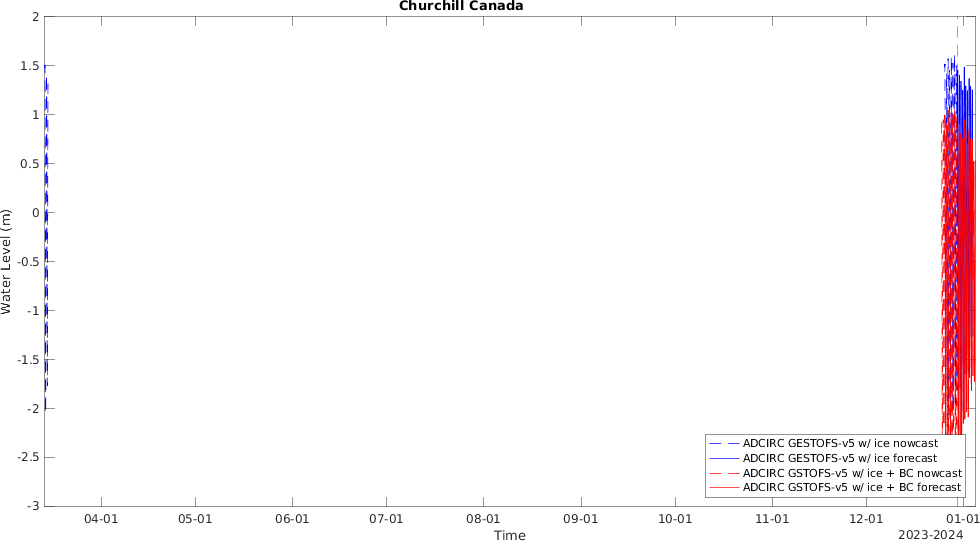 Churchill Canada
2
1.5
1
0.5
0
-0.5
-1
-1.5
-2
-2.5
-3
Water Level (m)
ADCIRC GESTOFS-v5 w/ ice nowcast
ADCIRC GESTOFS-v5 w/ ice forecast
ADCIRC GSTOFS-v5 w/ ice + BC nowcast
ADCIRC GSTOFS-v5 w/ ice + BC forecast
04-01 05-01 06-01 07-01 08-01 09-01 10-01 11-01 12-01 01-01
Time
2023-2024